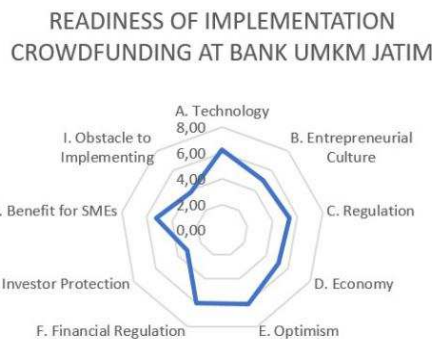 READINESS OF IMPLEMENTATION
CROWDFUNDING AT BANK UMKM JATIM
A. Technology
8,00
6,00
4,00
2,00
0,00
B. Entrepreneurial
Culture
C. Regulation
D. Economy
E. Optimism
F. Financial Regulation
Investor Protection
. Benefit for SMEs
I. Obstacle to
Implementing